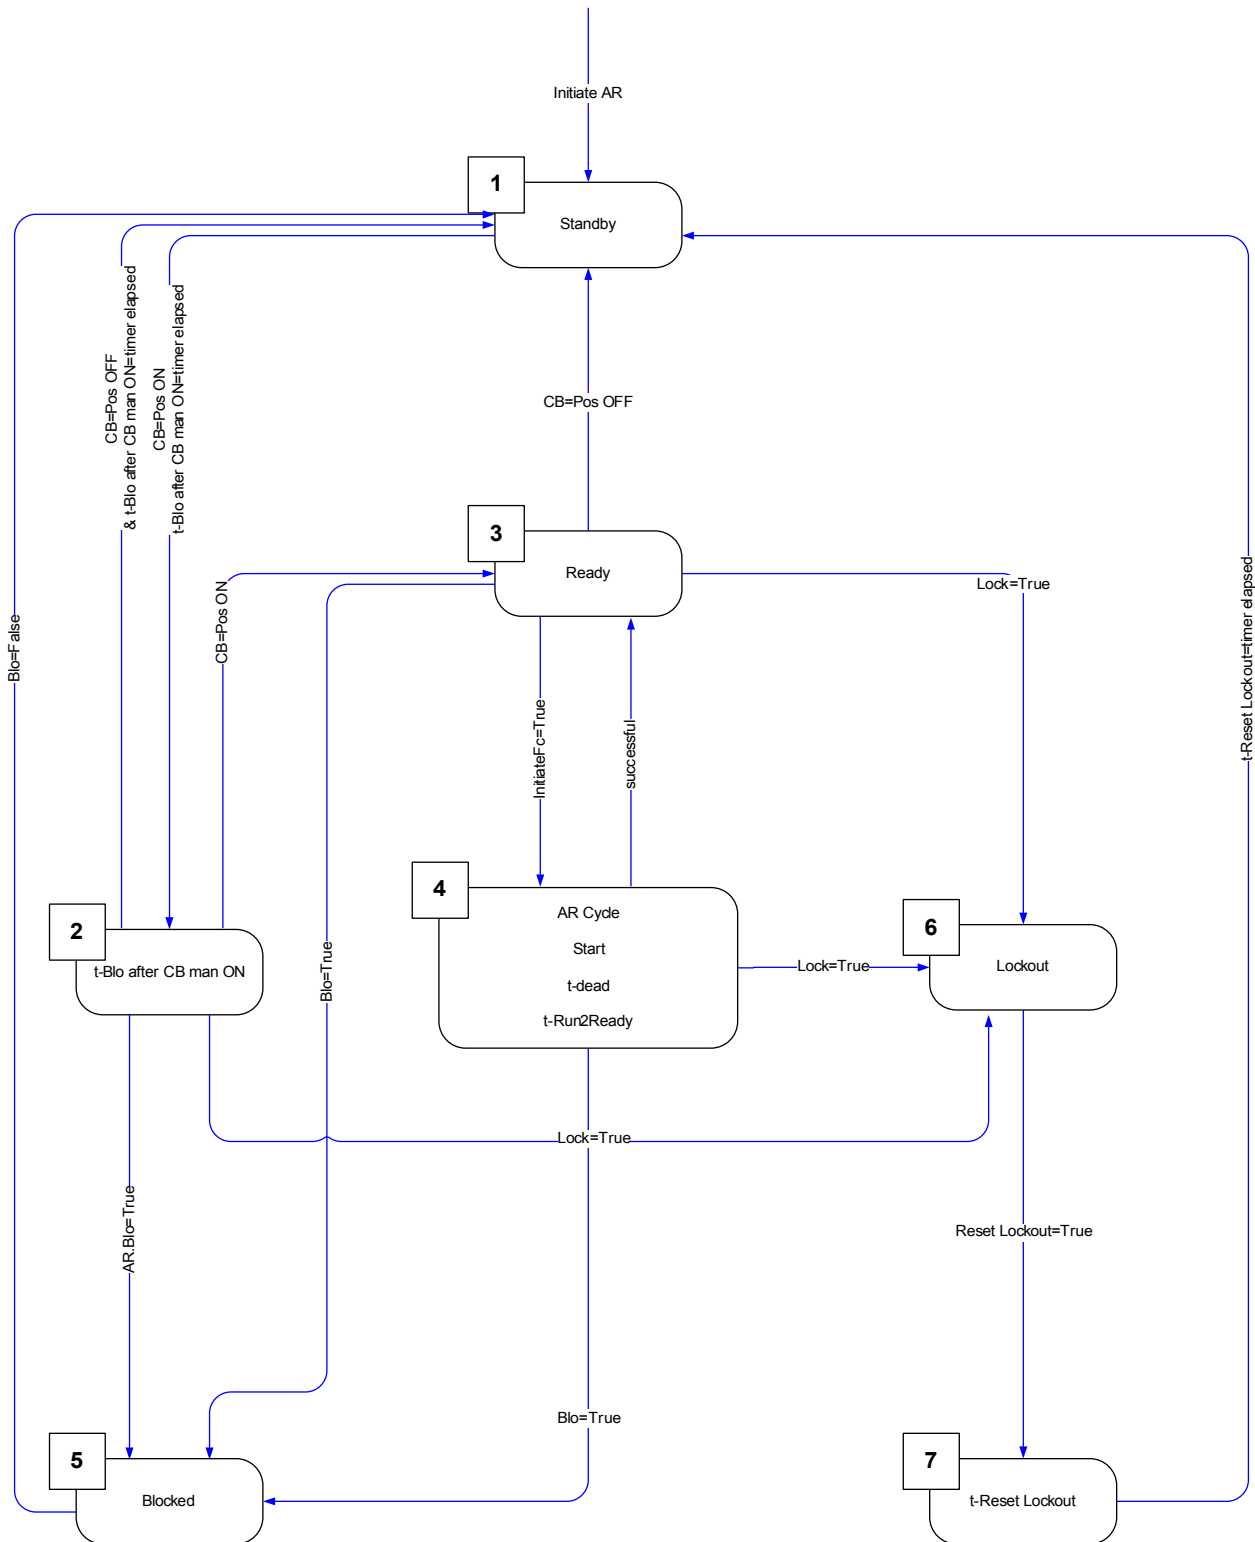 Initiate AR
1
Standby
CB=Pos OFF
& t-Blo after CB man ON=timer elapsed
CB=Pos ON
t-Blo after CB man ON=timer elapsed
CB=Pos OFF
3
Ready
Lock=True
CB=Pos ON
Blo=False
t-Reset Lockout=timer elapsed
InitiateFc=True
successful
4
AR Cycle
Start
t-dead
t-Run2Ready
2
t-Blo after CB man ON
Blo=True
Lock=True
6
Lockout
Lock=True
AR.Blo=True
Reset Lockout=True
Blo=True
5
Blocked
7
t-Reset Lockout